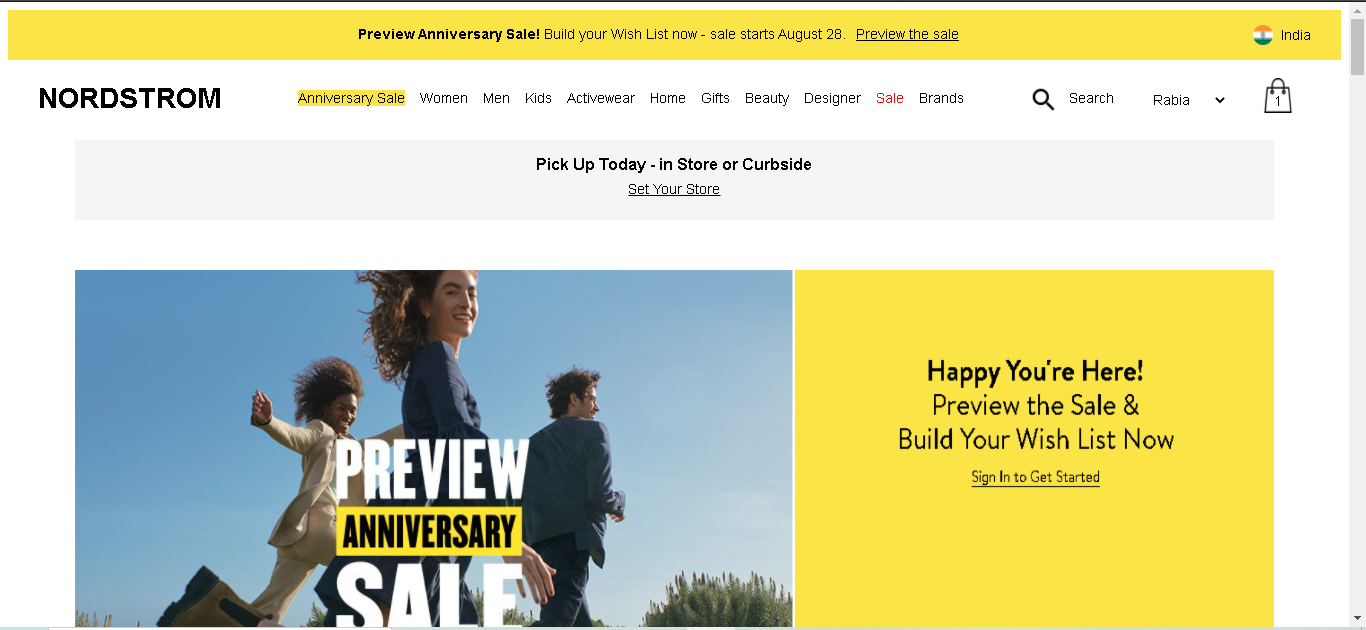 Preview Anniversary Sale! Build your Wish List now - sale starts August 28. Preview the sale
India
NORDSTROM
Anniversary Sale Women Men Kids Activewear Home Gifts Beauty Designer Sale Brands
Search
Rabia
1
Pick Up Today - in Store or Curbside
Set Your Store
PREVIEW
ANNIVERSARY
SALE
Happy You're Here!
Preview the Sale &
Build Your Wish List Now
Sign In to Get Started